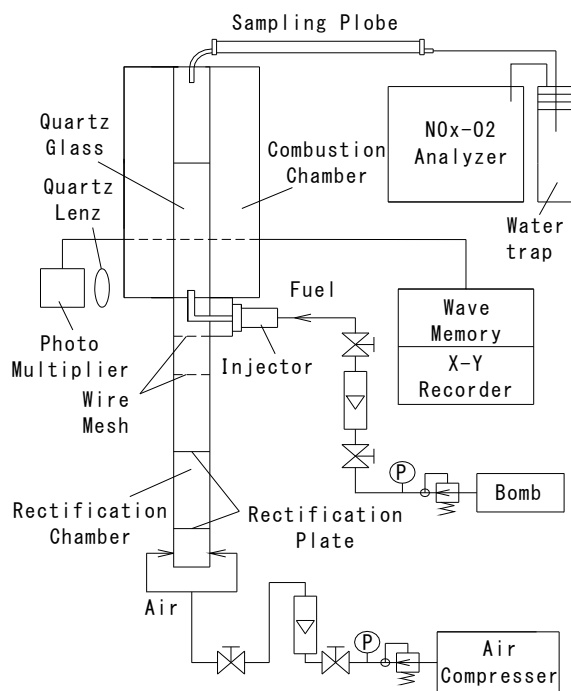 Sampling Plobe
Quartz
Glass
Combustion
Chamber
NOx-O2
Analyzer
Quartz
Lenz
Water
trap
Fuel
Wave
Memory
Photo
Multiplier
Injector
X-Y
Recorder
Wire
Mesh
P
Bomb
Rectification
Chamber
Rectification
Plate
Air
P
Air
Compresser